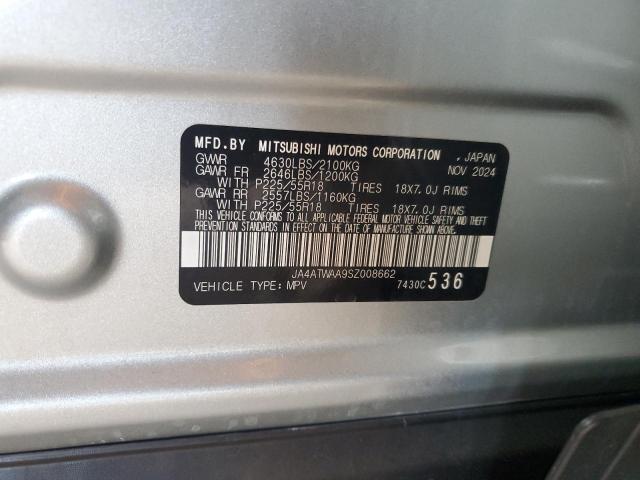 MFD.BY MITSUBISHI MOTORS CORPORATION , JAPAN
GVWR 4630LBS/2100KG NOV 2024
GAWR FR 2646LBS/1200KG
WITH P225/55R18 TIRES 18X7.0J RIMS
GAWR RR 2557LBS/1160KG
WITH P225/55R18 TIRES 18X7.0J RIMS
THIS VEHICLE CONFORMS TO ALL APPLICABLE FEDERAL MOTOR VEHICLE SAFETY AND THEFT
PREVENTION STANDARDS IN EFFECT ON THE DATE OF MANUFACTURE SHOWN ABOVE.
JA4ATWAA9SZ008662
VEHICLE TYPE: MPV 7430C 536